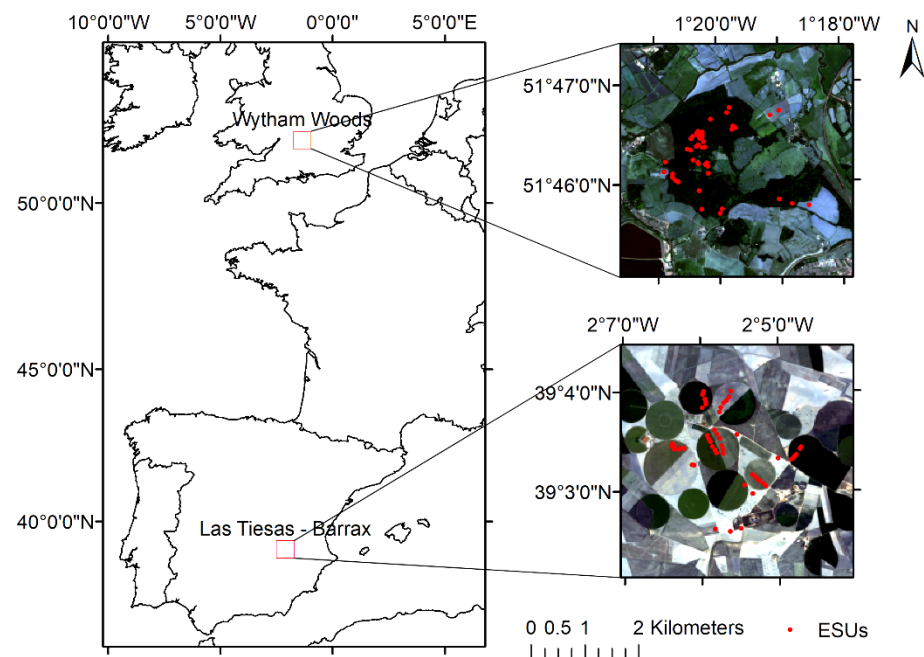 10°0'0"W 5°0'0"W 0°0'0" 5°0'0"E
50°0'0"N
45°0'0"N
40°0'0"N
Wytham Woods
Las Tiesas - Barrax
1°20'0"W 1°18'0"W
51°47'0"N
51°46'0"N
N
2°7'0"W 2°5'0"W
39°4'0"N
39°3'0"N
0 0.5 1 2 Kilometers
ESUs